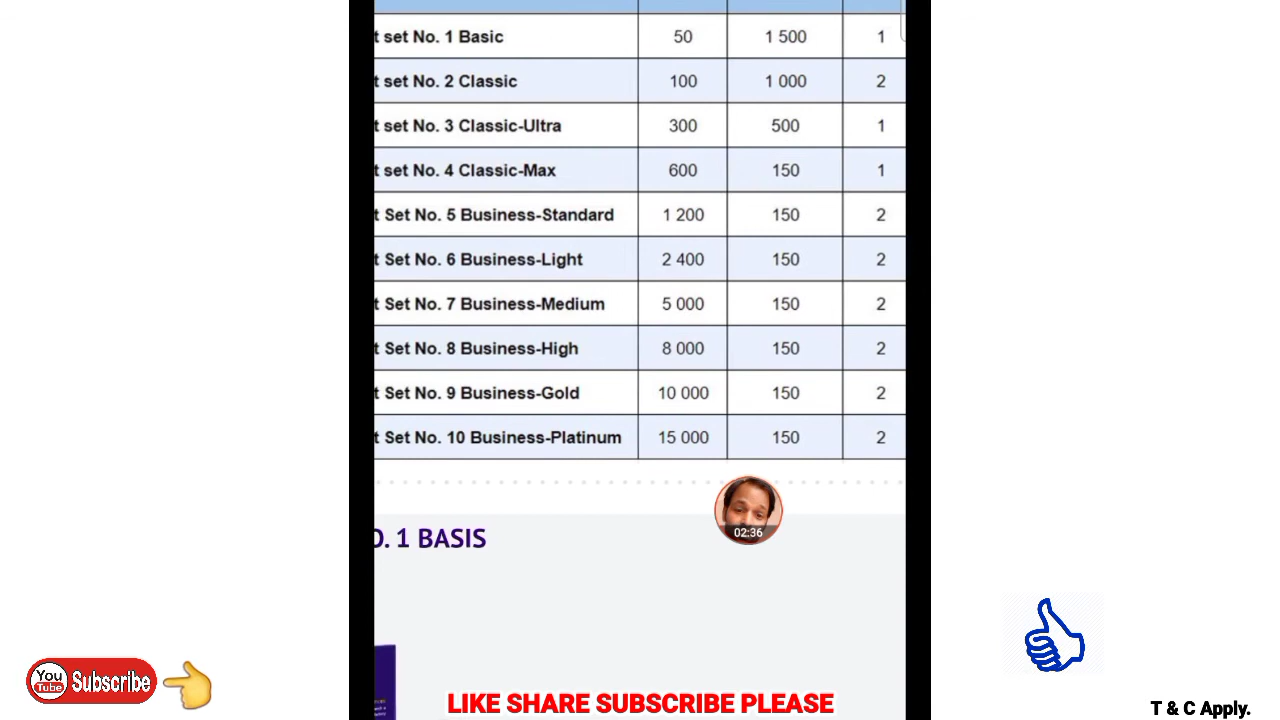 t set No. 1 Basic 50 1 500 1
t set No. 2 Classic 100 1 000 2
t set No. 3 Classic-Ultra 300 500 1
t set No. 4 Classic-Max 600 150 1
t Set No. 5 Business-Standard 1 200 150 2
t Set No. 6 Business-Light 2 400 150 2
t Set No. 7 Business-Medium 5 000 150 2
t Set No. 8 Business-High 8 000 150 2
t Set No. 9 Business-Gold 10 000 150 2
t Set No. 10 Business-Platinum 15 000 150 2
02:36
O. 1 BASIS
You
Tube
Subscribe
LIKE SHARE SUBSCRIBE PLEASE
T & C Apply.